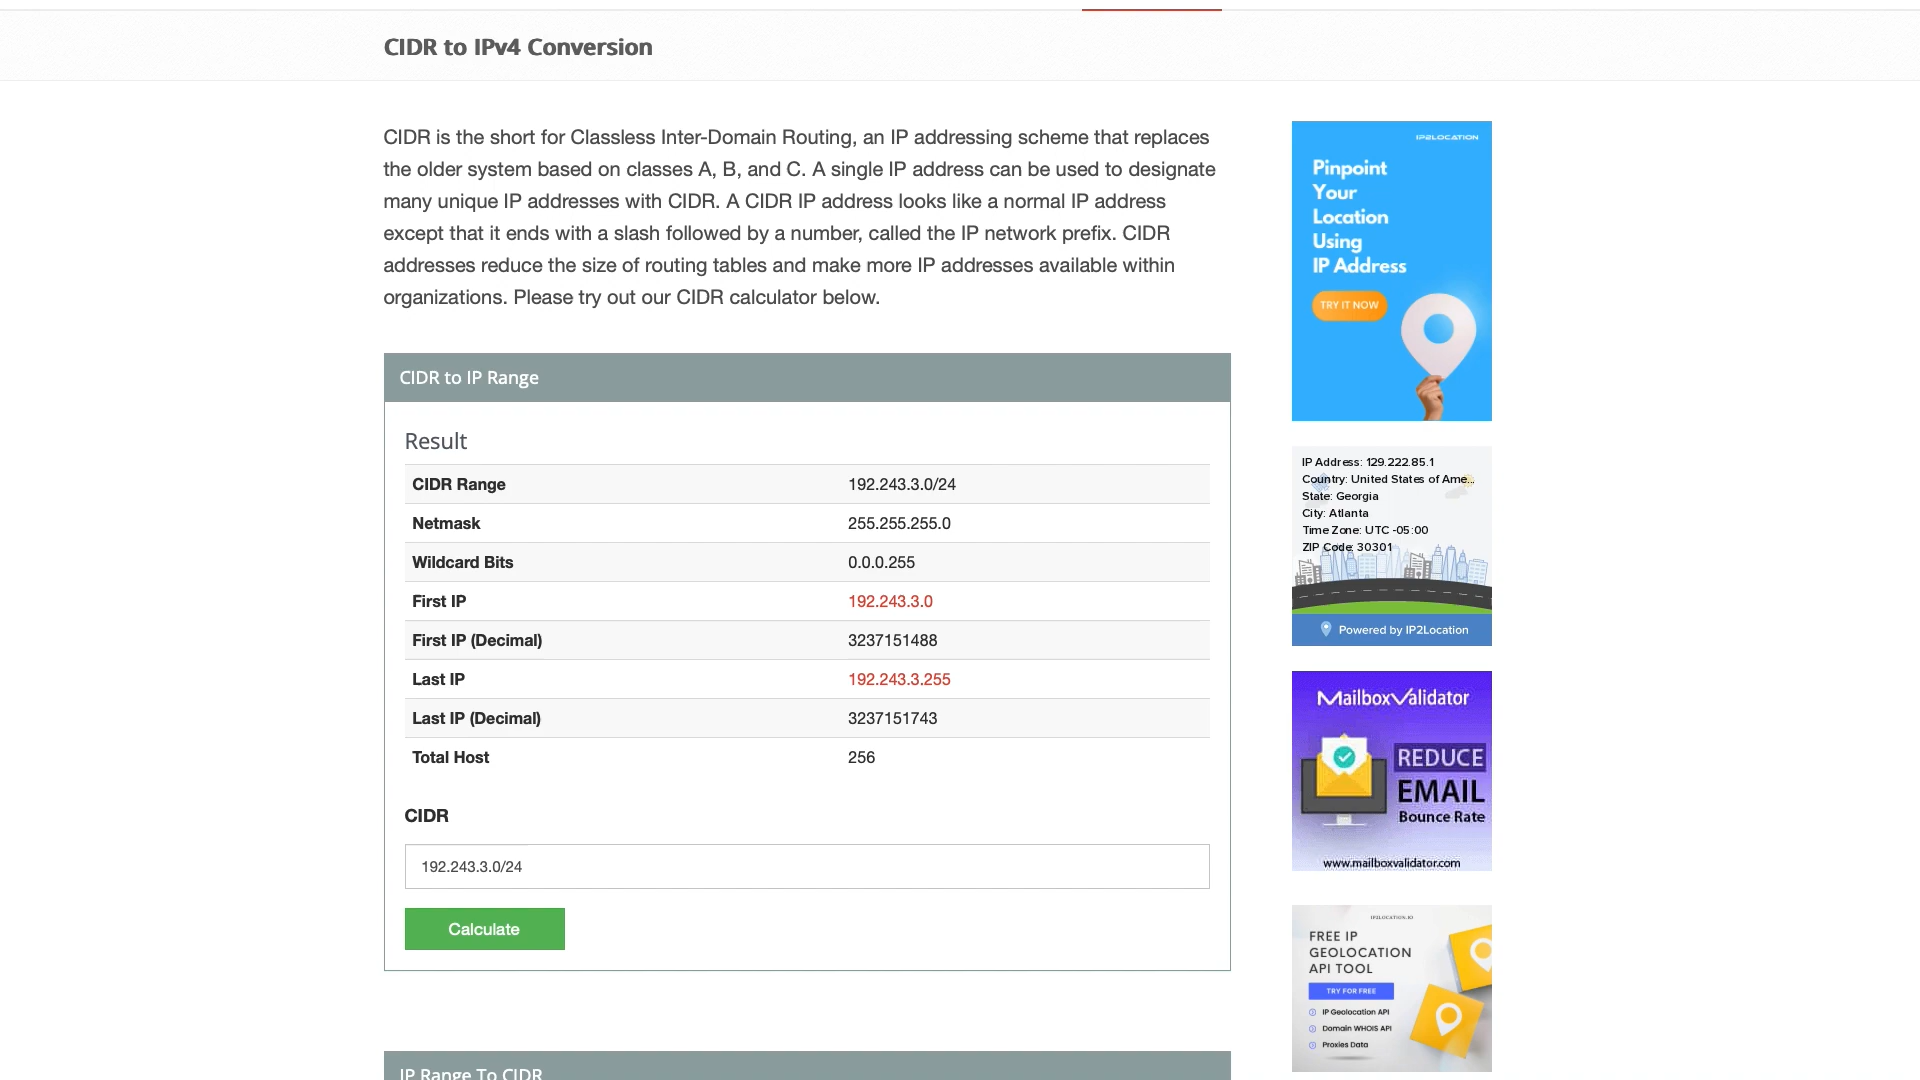 CIDR to IPv4 Conversion
CIDR is the short for Classless Inter-Domain Routing, an IP addressing scheme that replaces
the older system based on classes A, B, and C. A single IP address can be used to designate
many unique IP addresses with CIDR. A CIDR IP address looks like a normal IP address
except that it ends with a slash followed by a number, called the IP network prefix. CIDR
addresses reduce the size of routing tables and make more IP addresses available within
organizations. Please try out our CIDR calculator below.
CIDR to IP Range
Result
CIDR Range 192.243.3.0/24
Netmask 255.255.255.0
Wildcard Bits 0.0.0.255
First IP 192.243.3.0
First IP (Decimal) 3237151488
Last IP 192.243.3.255
Last IP (Decimal) 3237151743
Total Host 256
CIDR
192.243.3.0/24
Calculate
IP Range To CIDR
IP2LOCATION
Pinpoint
Your
Location
Using
IP Address
TRY IT NOW
IP Address: 129.222.85.1
Country: United States of Ame...
State: Georgia
City: Atlanta
Time Zone: UTC -05:00
ZIP Code: 30301
Powered by IP2Location
MailboxValidator
REDUCE
EMAIL
Bounce Rate
www.mailboxvalidator.com
IP2LOCATION.IO
FREE IP
GEOLOCATION
API TOOL
TRY FOR FREE
IP Geolocation API
Domain WHOIS API
Proxies Data